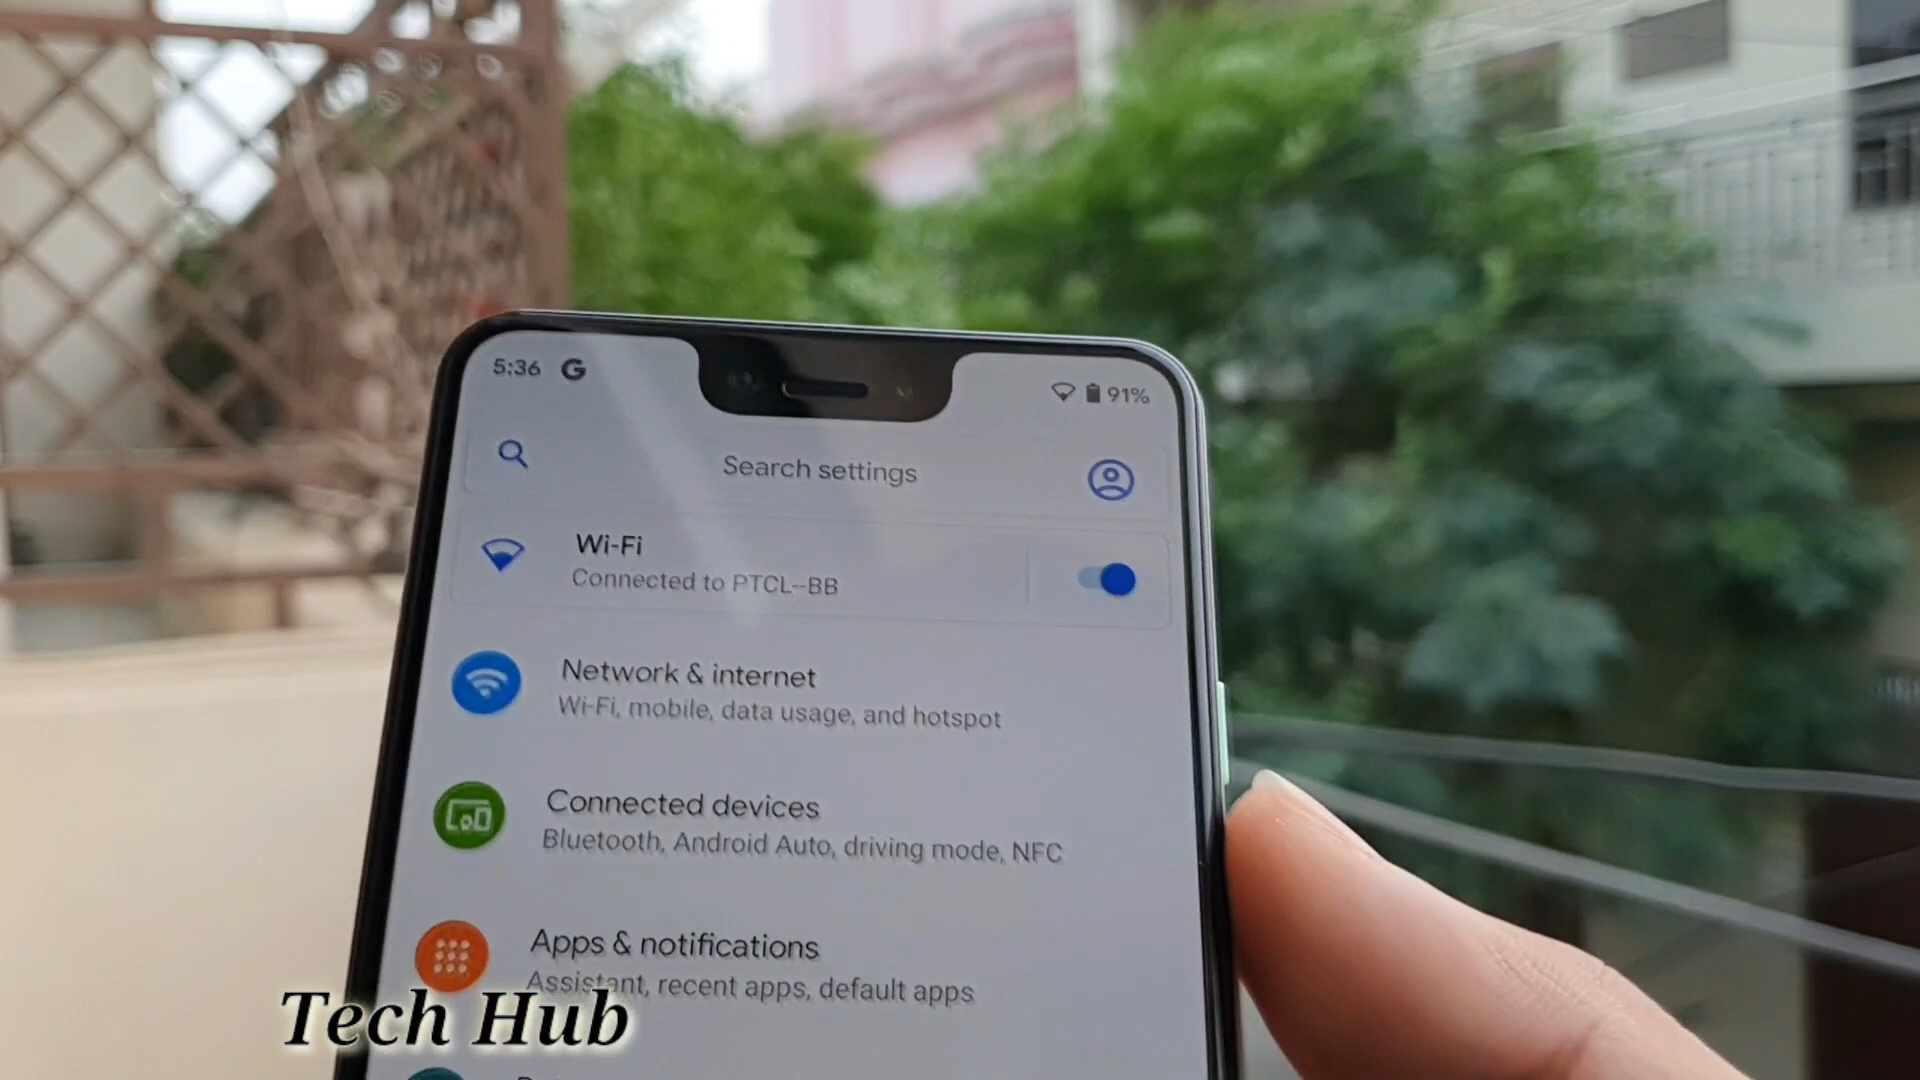 5:36 G 91%
Search settings
Wi-Fi
Connected to PTCL--BB
Network & internet
Wi-Fi, mobile, data usage, and hotspot
Connected devices
Bluetooth, Android Auto, driving mode, NFC
Apps & notifications
Assistant, recent apps, default apps
Tech Hub